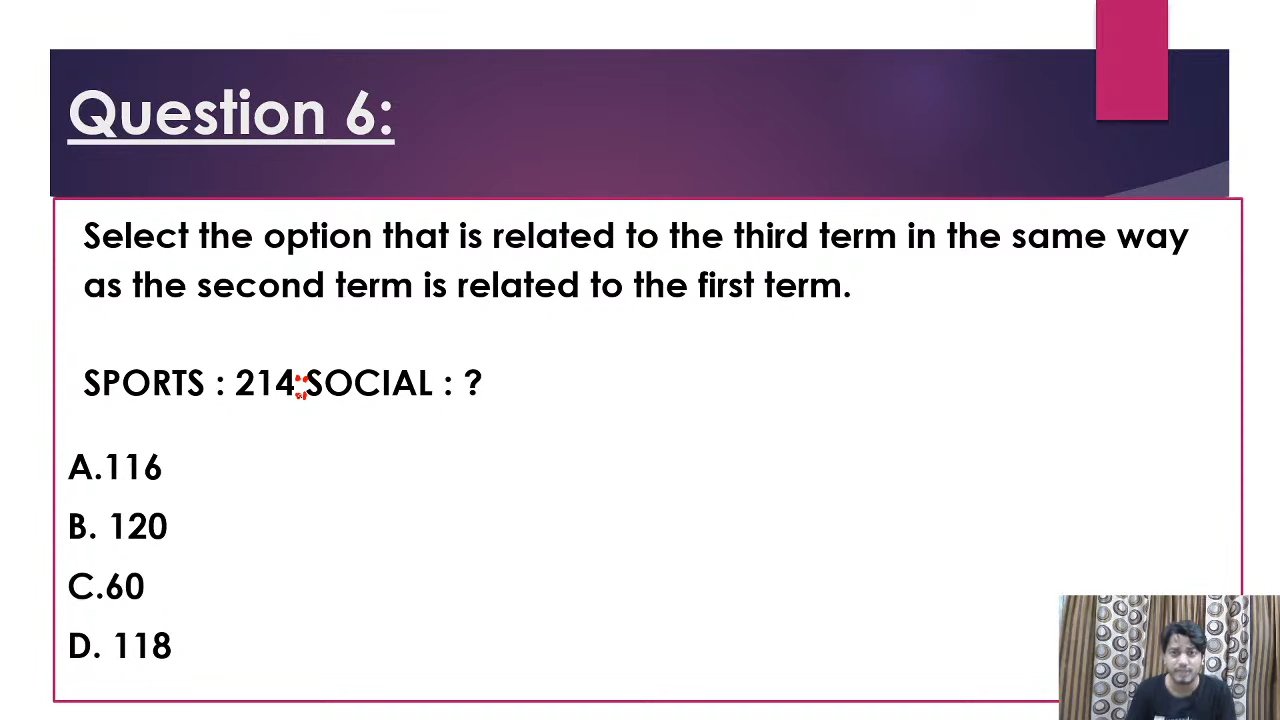 Question 6:
Select the option that is related to the third term in the same way
as the second term is related to the first term.
SPORTS : 214 : SOCIAL : ?
A.116
B. 120
C.60
D. 118